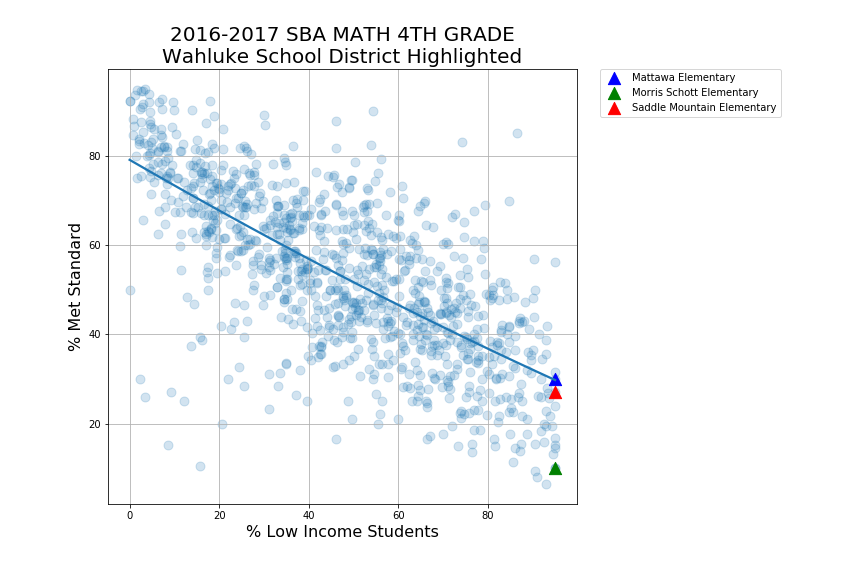 2016-2017 SBA MATH 4TH GRADE
Wahluke School District Highlighted
Mattawa Elementary
Morris Schott Elementary
Saddle Mountain Elementary
% Met Standard
80
60
40
20
0 20 40 60 80
% Low Income Students